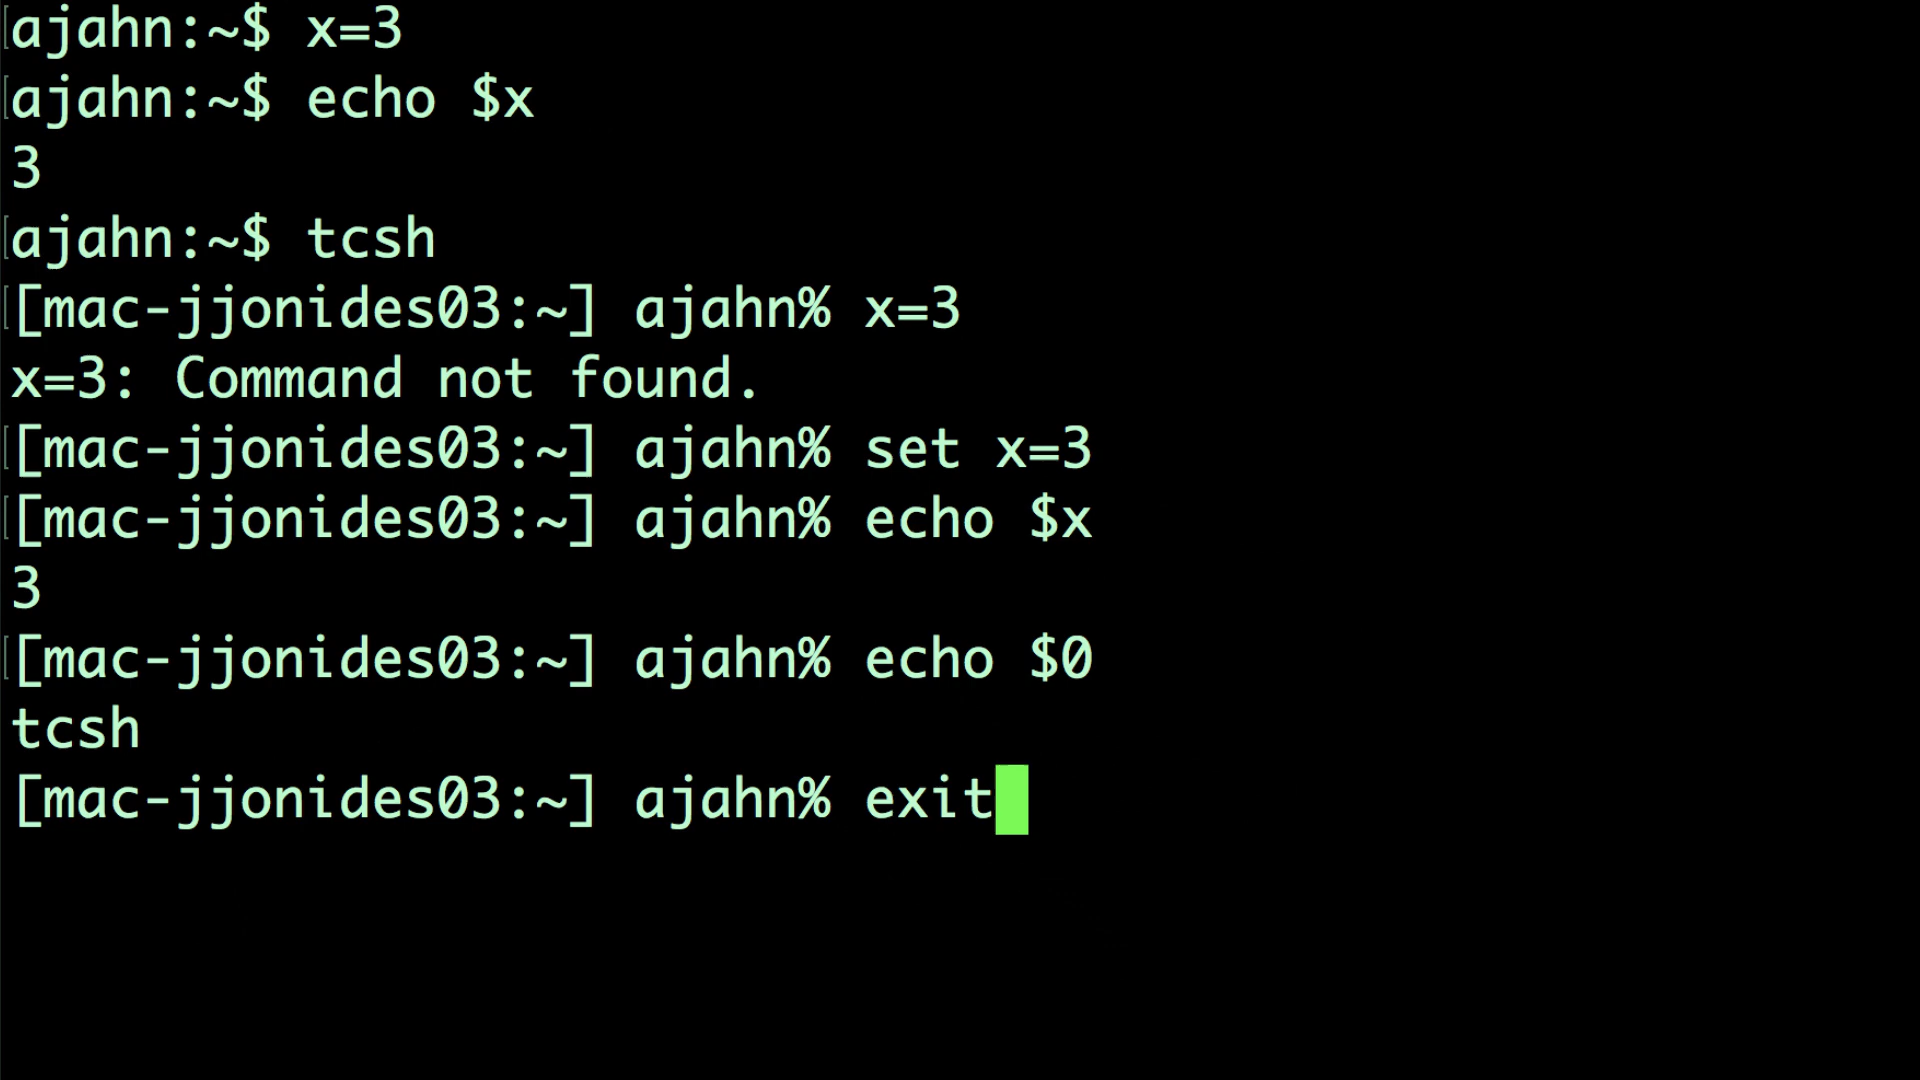 ajahn:~$ x=3
ajahn:~$ echo $x
3
ajahn:~$ tcsh
[mac-jjonides03:~] ajahn% x=3
x=3: Command not found.
[mac-jjonides03:~] ajahn% set x=3
[mac-jjonides03:~] ajahn% echo $x
3
[mac-jjonides03:~] ajahn% echo $0
tcsh
[mac-jjonides03:~] ajahn% exit